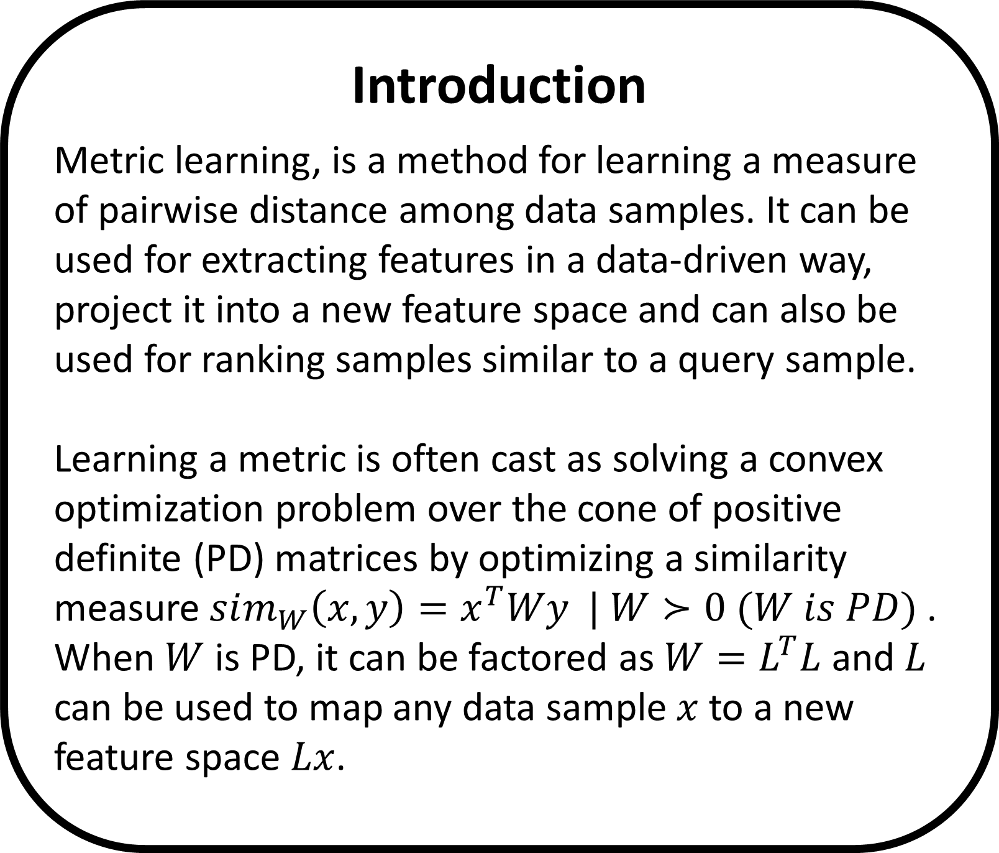 Introduction
Metric learning, is a method for learning a measure
of pairwise distance among data samples. It can be
used for extracting features in a data-driven way,
project it into a new feature space and can also be
used for ranking samples similar to a query sample.
Learning a metric is often cast as solving a convex
optimization problem over the cone of positive
definite (PD) matrices by optimizing a similarity
measure $sim_W(x, y) = x^T W y \mid W \succ 0 \; (W \; is \; PD)$ .
When $W$ is PD, it can be factored as $W = L^T L$ and $L$
can be used to map any data sample $x$ to a new
feature space $Lx$.